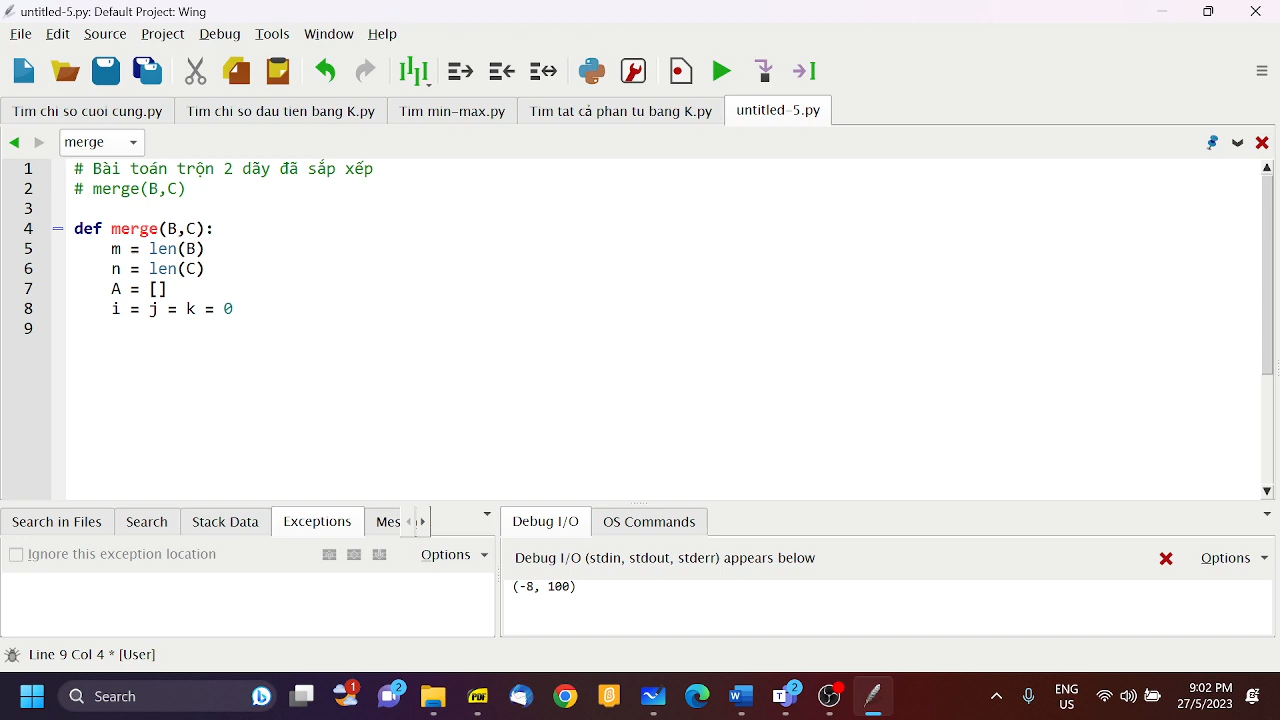 untitled-5.py: Default Project: Wing
File Edit Source Project Debug Tools Window Help
Tim chi so cuoi cung.py Tim chi so dau tien bang K.py Tim min-max.py Tim tat cả phan tu bang K.py untitled-5.py
merge
1 # Bài toán trộn 2 dãy đã sắp xếp
2 # merge(B,C)
3
4 def merge(B,C):
5 m = len(B)
6 n = len(C)
7 A = []
8 i = j = k = 0
9
Search in Files Search Stack Data Exceptions Mes Debug I/O OS Commands
Ignore this exception location Options Debug I/O (stdin, stdout, stderr) appears below Options
(-8, 100)
Line 9 Col 4 * [User]
Search 1 2 PDF 2 ENG US 9:02 PM 27/5/2023